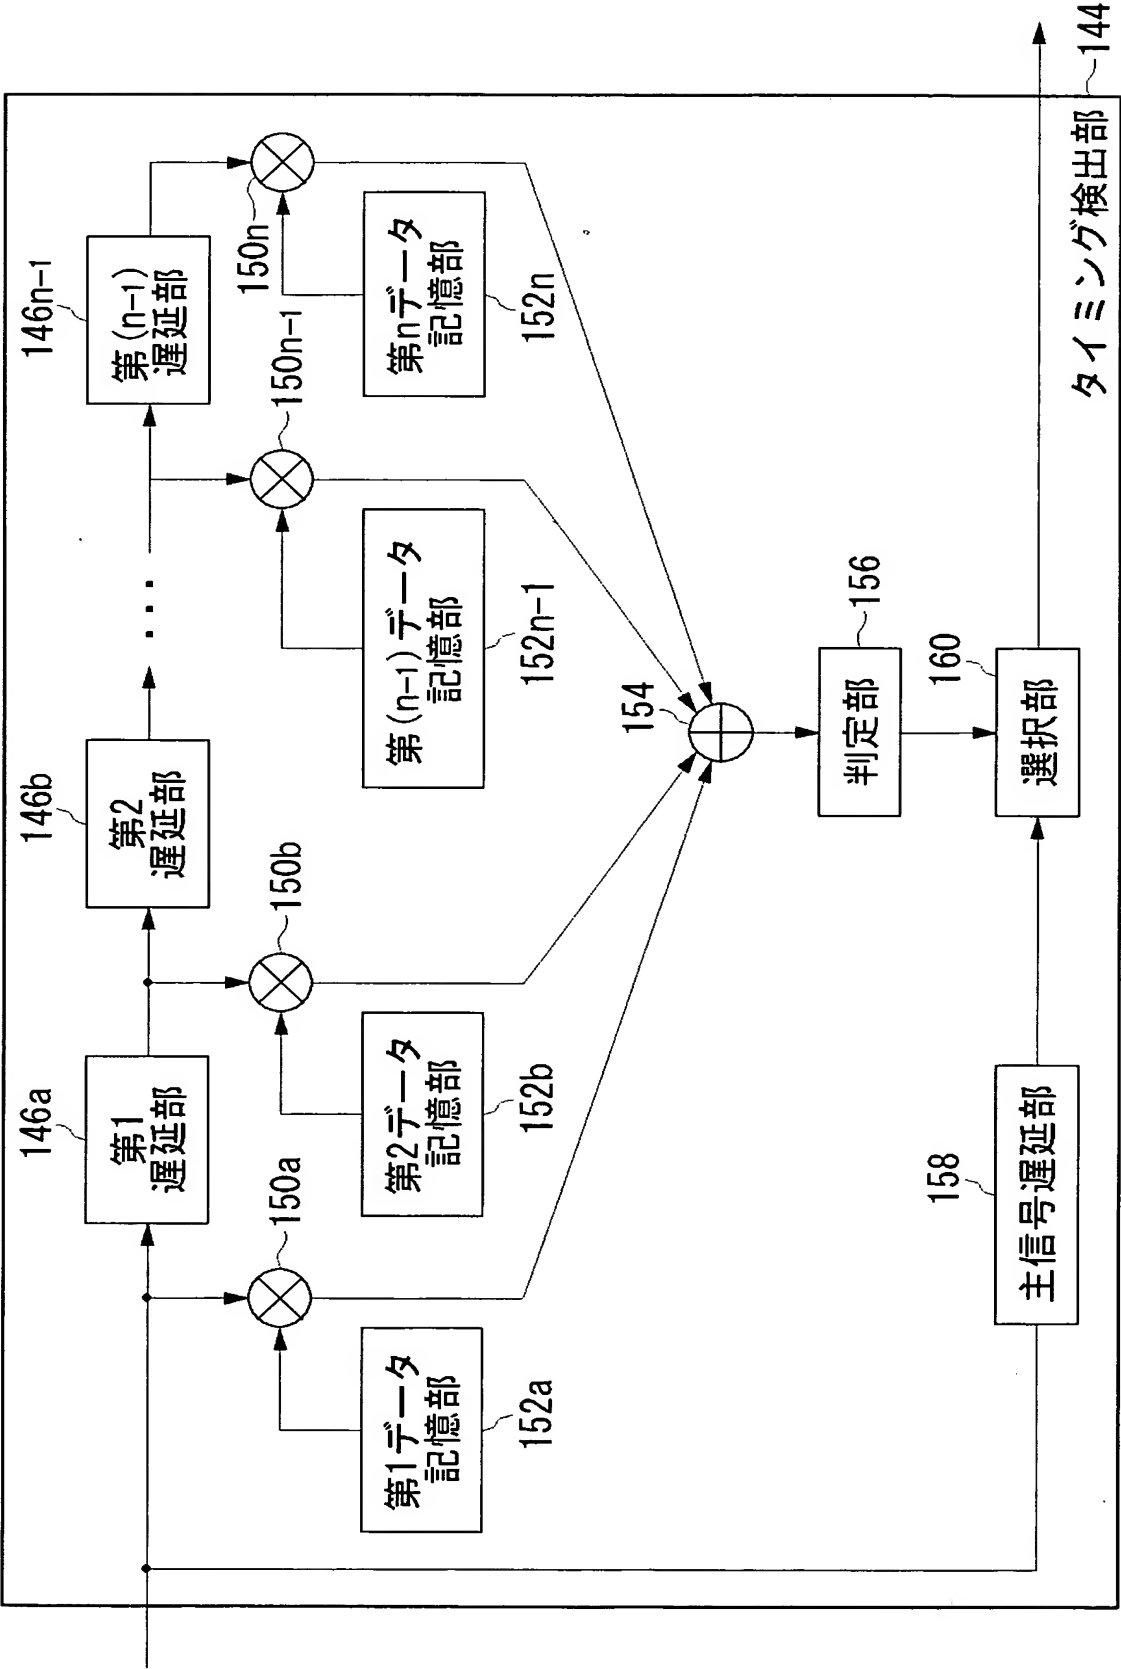 146a
第1
遅延部
146b
第2
遅延部
...
146n-1
第(n-1)
遅延部
150a
150b
150n-1
150n
第1データ
記憶部
152a
第2データ
記憶部
152b
第(n-1)データ
記憶部
152n-1
第nデータ
記憶部
152n
154
判定部
156
158
主信号遅延部
160
選択部
タイミング検出部
144